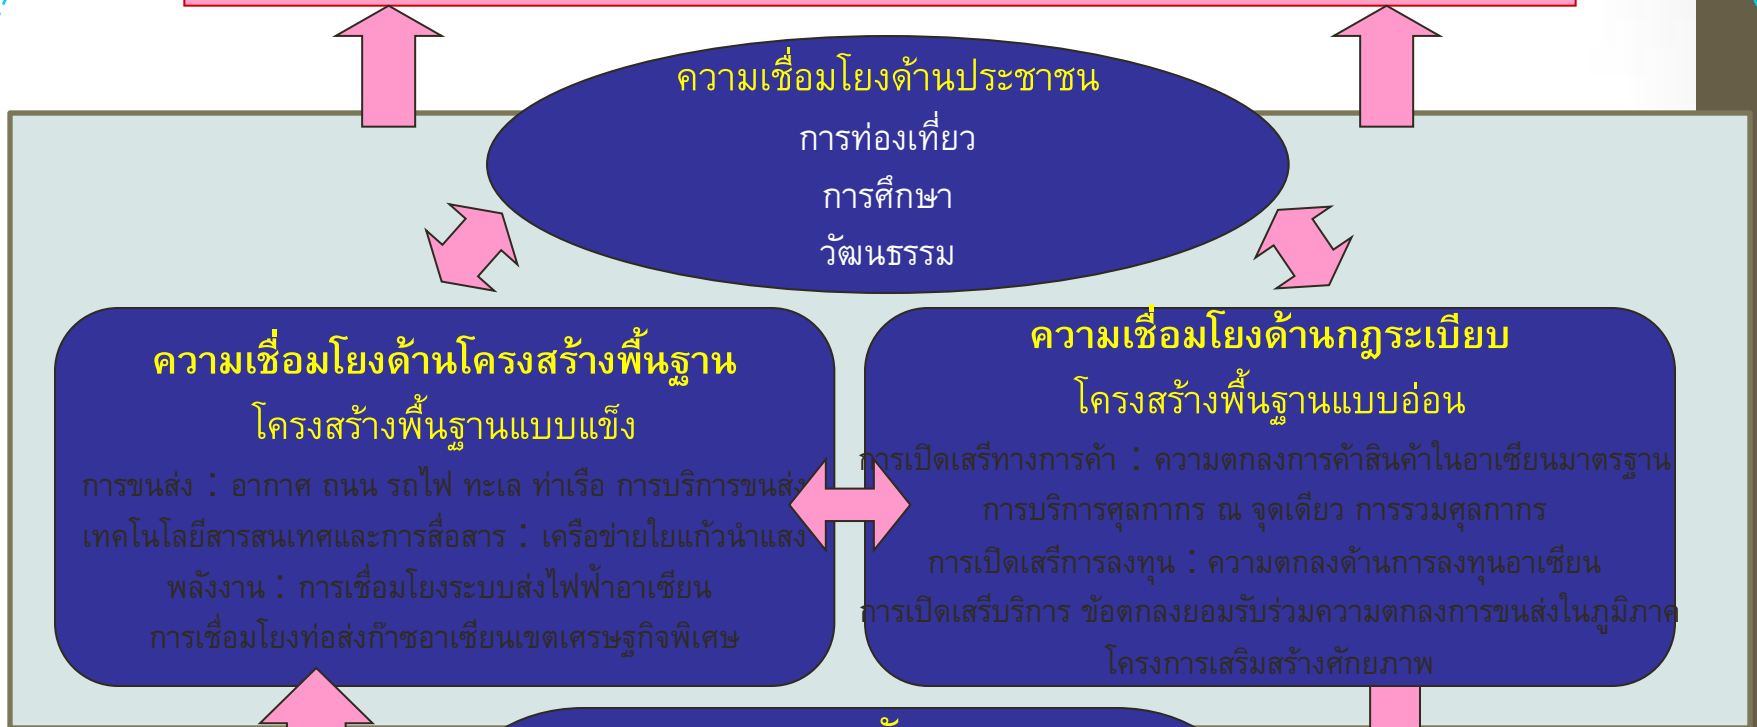 ความเชื่อมโยงด้านประชาชน
การท่องเที่ยว
การศึกษา
วัฒนธรรม
ความเชื่อมโยงด้านโครงสร้างพื้นฐาน
โครงสร้างพื้นฐานแบบแข็ง
การขนส่ง : อากาศ ถนน รถไฟ ทะเล ท่าเรือ การบริการขนส่ง
เทคโนโลยีสารสนเทศและการสื่อสาร : เครือข่ายใยแก้วนำแสง
พลังงาน : การเชื่อมโยงระบบส่งไฟฟ้าอาเซียน
การเชื่อมโยงท่อส่งก๊าซอาเซียนเขตเศรษฐกิจพิเศษ
ความเชื่อมโยงด้านกฎระเบียบ
โครงสร้างพื้นฐานแบบอ่อน
การเปิดเสรีทางการค้า : ความตกลงการค้าสินค้าในอาเซียนมาตรฐาน
การบริการศุลกากร ณ จุดเดียว การรวมศุลกากร
การเปิดเสรีการลงทุน : ความตกลงด้านการลงทุนอาเซียน
การเปิดเสรีบริการ ข้อตกลงยอมรับร่วมความตกลงการขนส่งในภูมิภาค
โครงการเสริมสร้างศักยภาพ